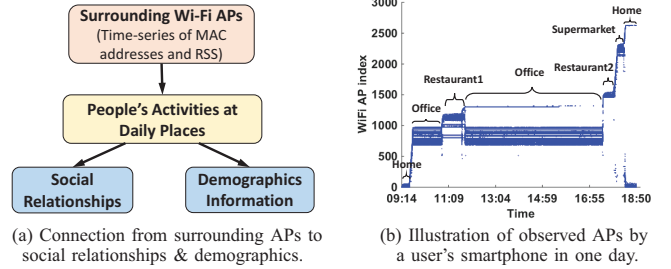 Surrounding Wi-Fi APs
(Time-series of MAC
addresses and RSS)
People's Activities at
Daily Places
Social
Relationships
Demographics
Information
(a) Connection from surrounding APs to
social relationships & demographics.
WiFi AP index
3000
2500
2000
1500
1000
500
0
Home
Office
Restaurant1
Office
Restaurant2
Supermarket
Home
09:14 11:09 13:04 14:59 16:55 18:50
Time
(b) Illustration of observed APs by
a user's smartphone in one day.